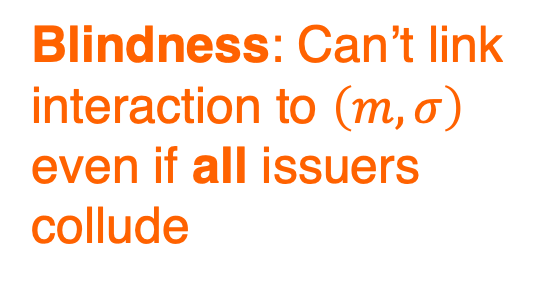 Blindness: Can’t link
interaction to (m, σ)
even if all issuers
collude